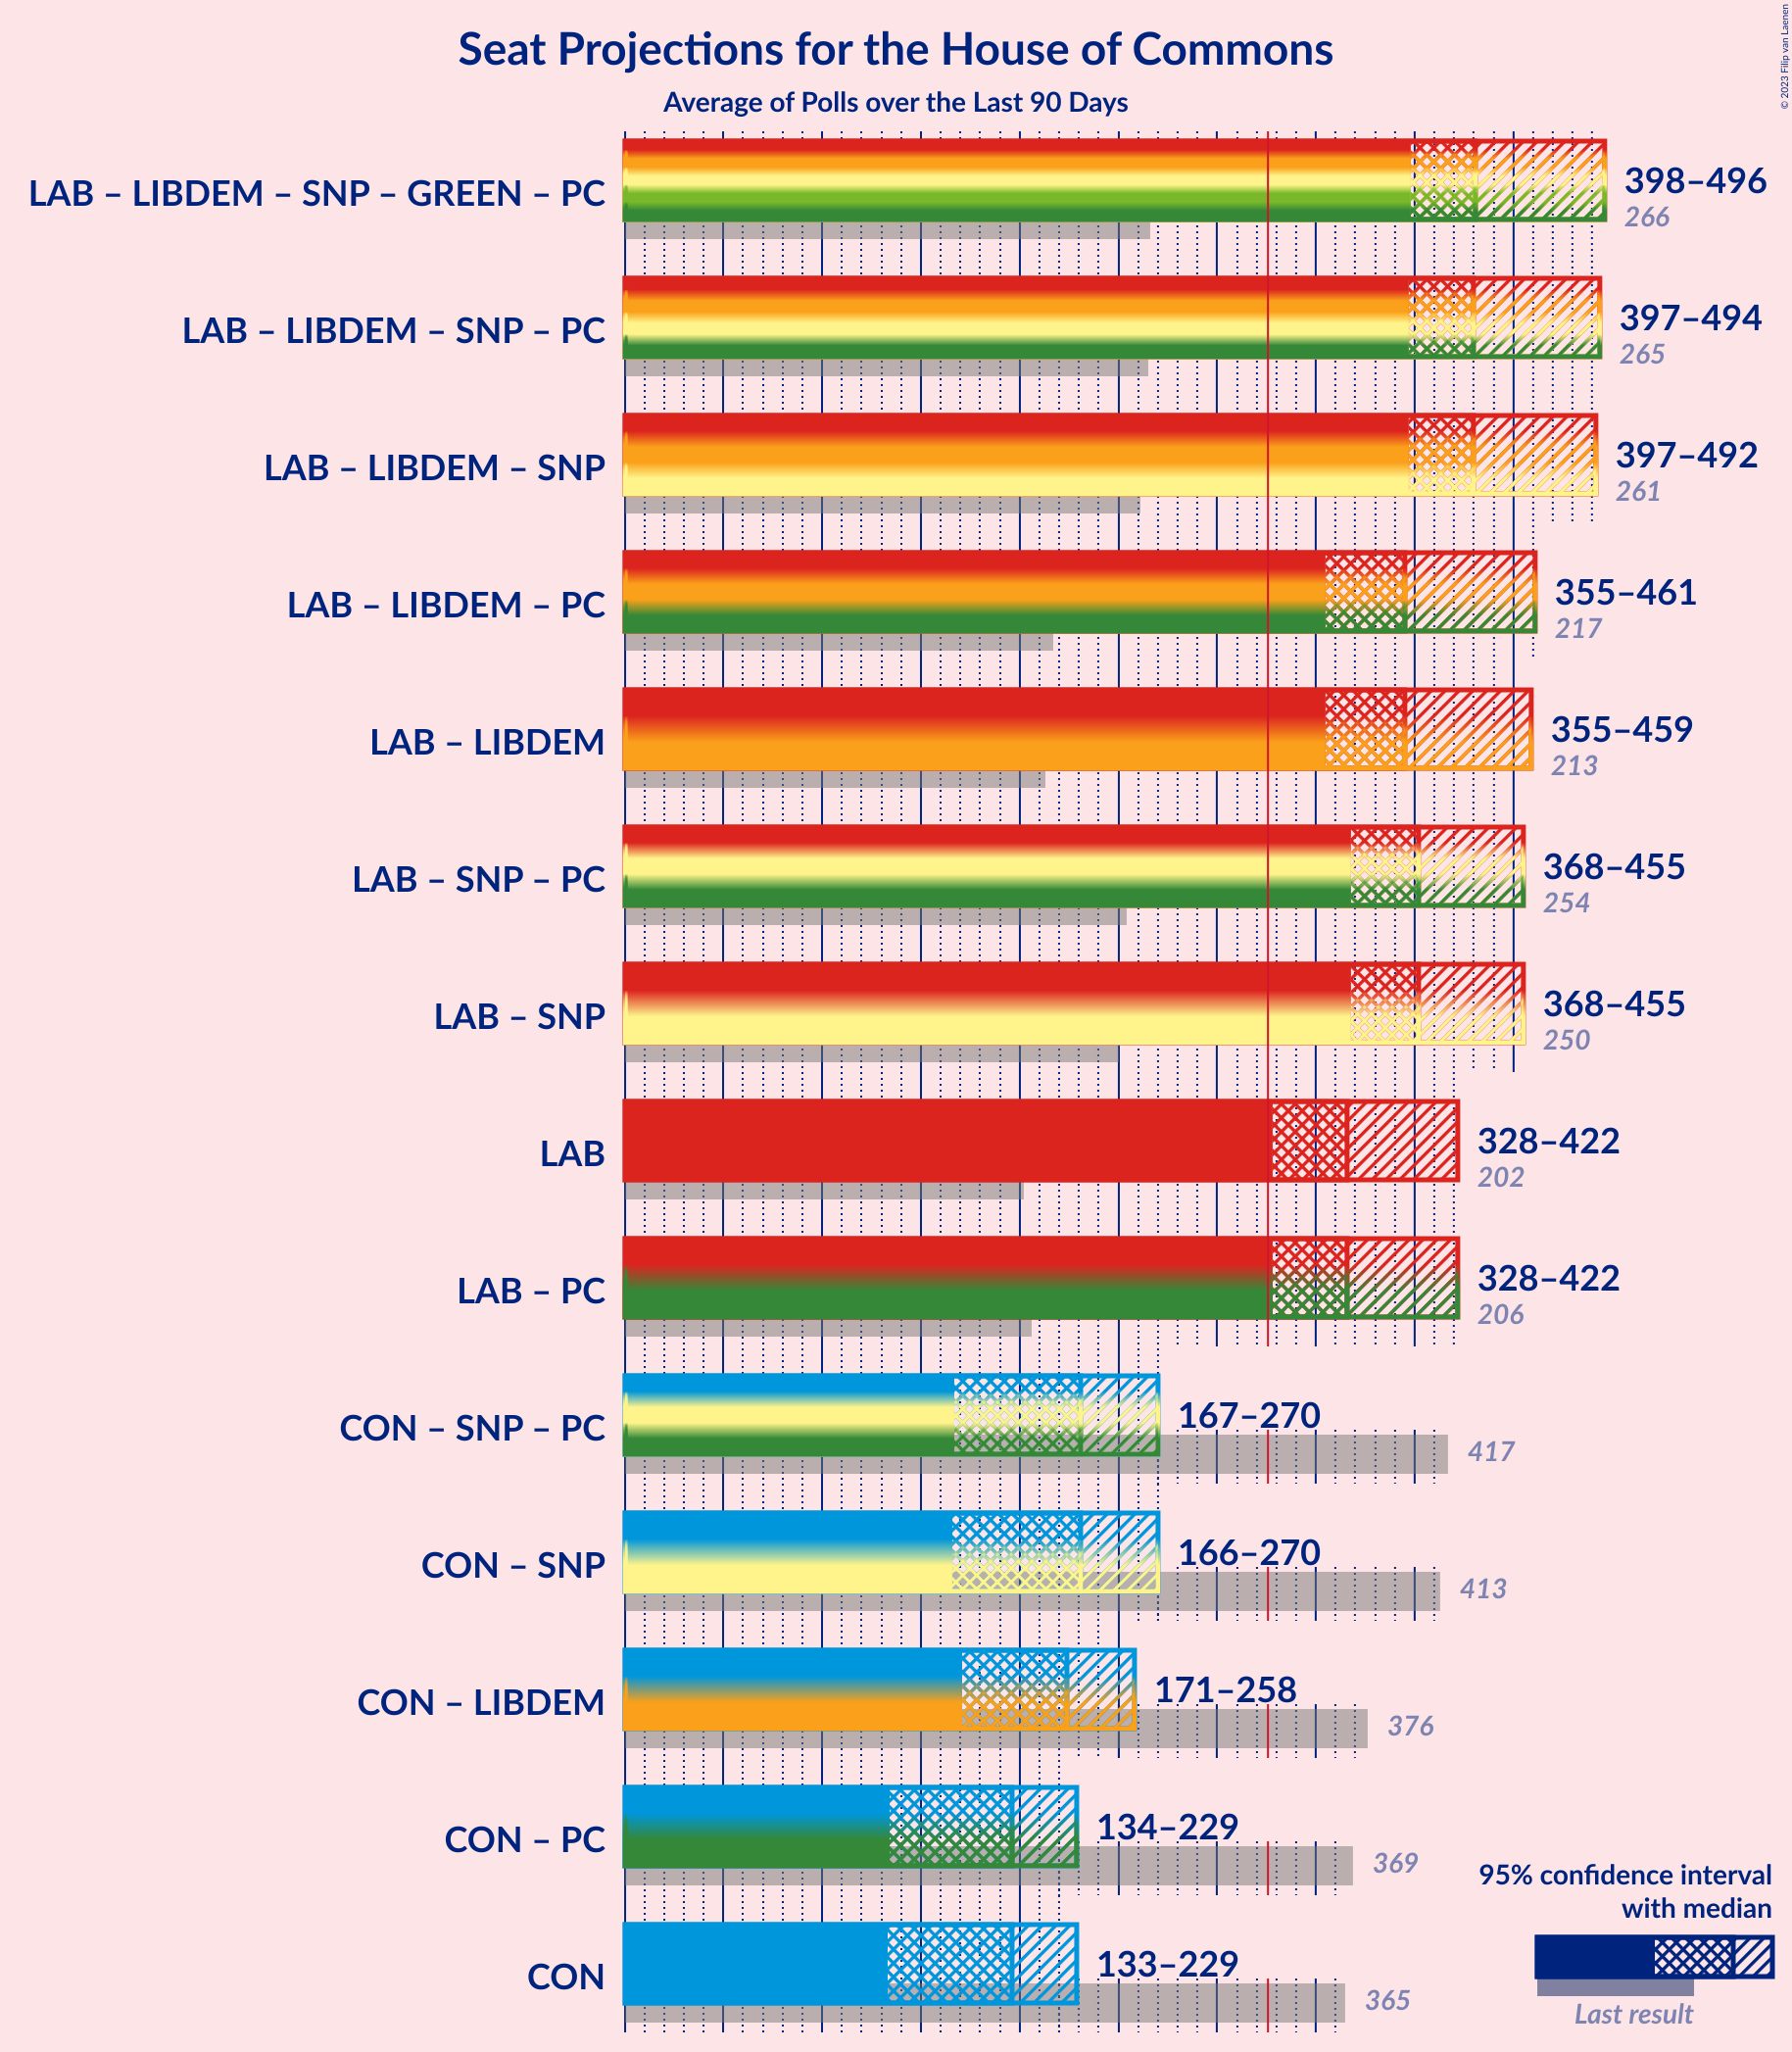 Seat Projections for the House of Commons
Average of Polls over the Last 90 Days
© 2023 Filip van Laenen
LAB – LIBDEM – SNP – GREEN – PC
398–496
266
LAB – LIBDEM – SNP – PC
397–494
265
LAB – LIBDEM – SNP
397–492
261
LAB – LIBDEM – PC
355–461
217
LAB – LIBDEM
355–459
213
LAB – SNP – PC
368–455
254
LAB – SNP
368–455
250
LAB
328–422
202
LAB – PC
328–422
206
CON – SNP – PC
167–270
417
CON – SNP
166–270
413
CON – LIBDEM
171–258
376
CON – PC
134–229
369
CON
133–229
365
95% confidence interval
with median
Last result